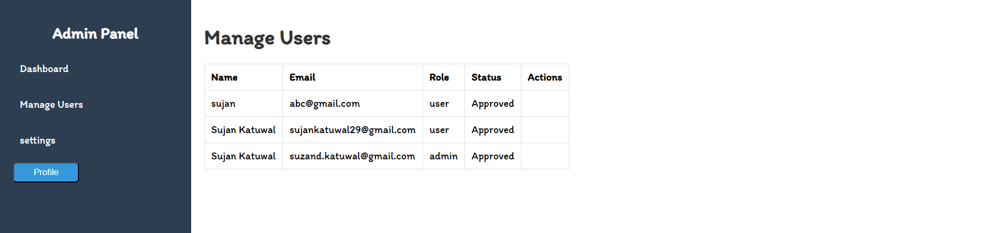 Admin Panel
Dashboard
Manage Users
settings
Profile
Manage Users
Name Email Role Status Actions
sujan abc@gmail.com user Approved
Sujan Katuwal sujankatuwal29@gmail.com user Approved
Sujan Katuwal suzand.katuwal@gmail.com admin Approved